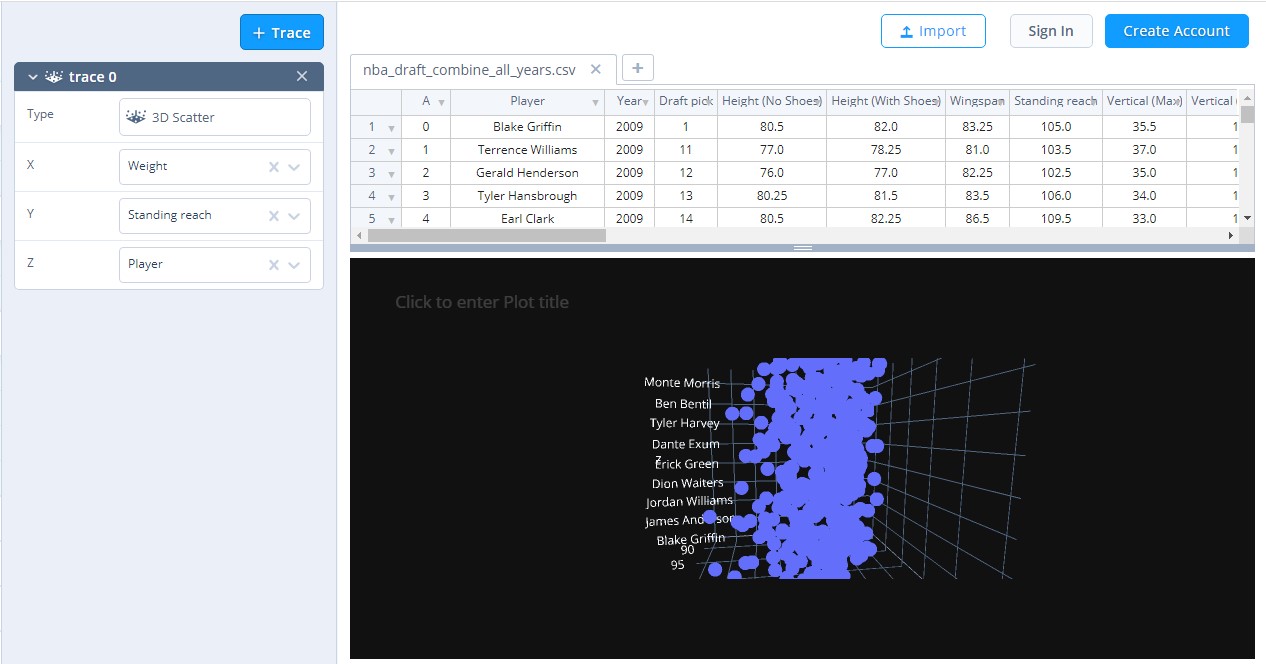 + Trace
Import
Sign In
Create Account
trace 0
nba_draft_combine_all_years.csv
+
Type
3D Scatter
X
Weight
Y
Standing reach
Z
Player
A Player Year Draft pick Height (No Shoes) Height (With Shoes) Wingspan Standing reach Vertical (Max) Vertical
1 0 Blake Griffin 2009 1 80.5 82.0 83.25 105.0 35.5 1
2 1 Terrence Williams 2009 11 77.0 78.25 81.0 103.5 37.0 1
3 2 Gerald Henderson 2009 12 76.0 77.0 82.25 102.5 35.0 1
4 3 Tyler Hansbrough 2009 13 80.25 81.5 83.5 106.0 34.0 1
5 4 Earl Clark 2009 14 80.5 82.25 86.5 109.5 33.0 1
Click to enter Plot title
Monte Morris
Ben Bentil
Tyler Harvey
Dante Exum
Z
Erick Green
Dion Waiters
Jordan Williams
James Anderson
Blake Griffin
90
95